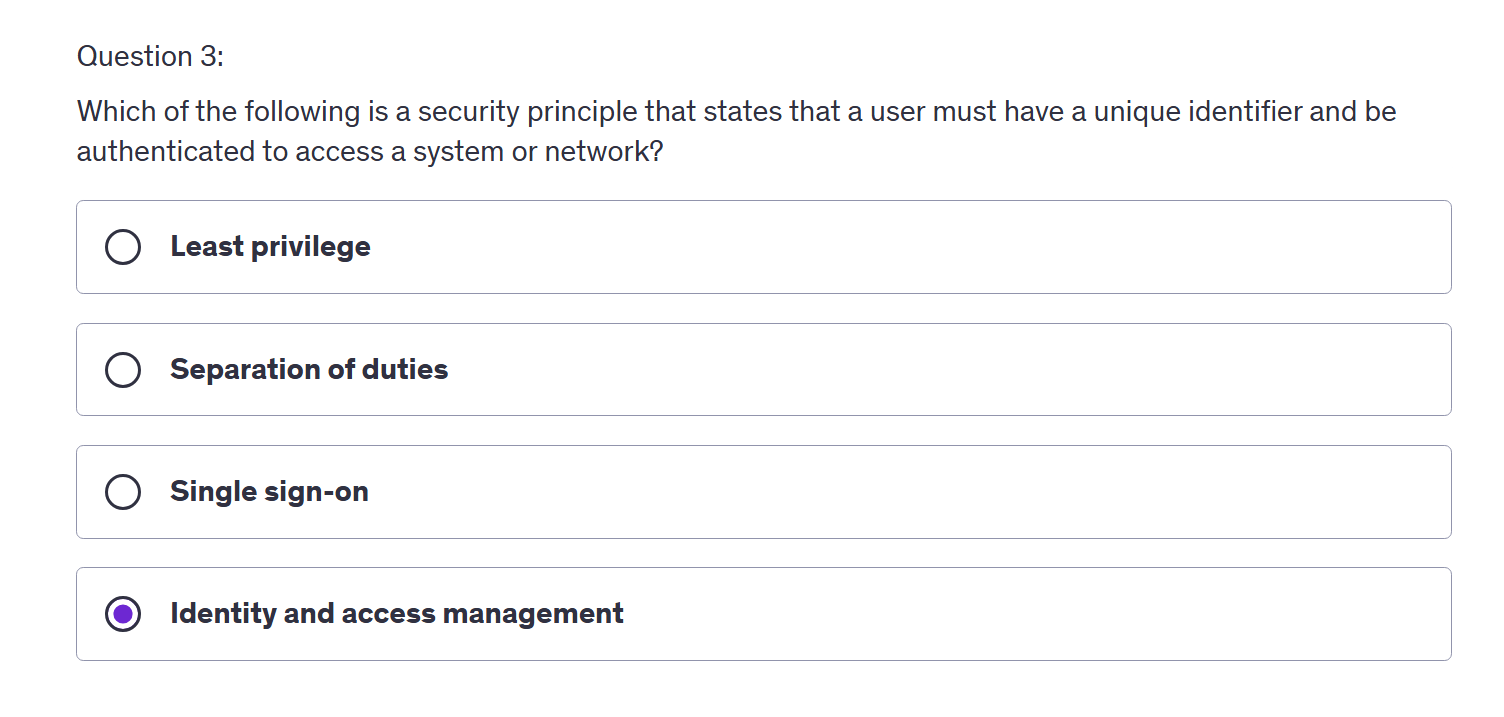 Question 3:
Which of the following is a security principle that states that a user must have a unique identifier and be
authenticated to access a system or network?
Least privilege
Separation of duties
Single sign-on
Identity and access management